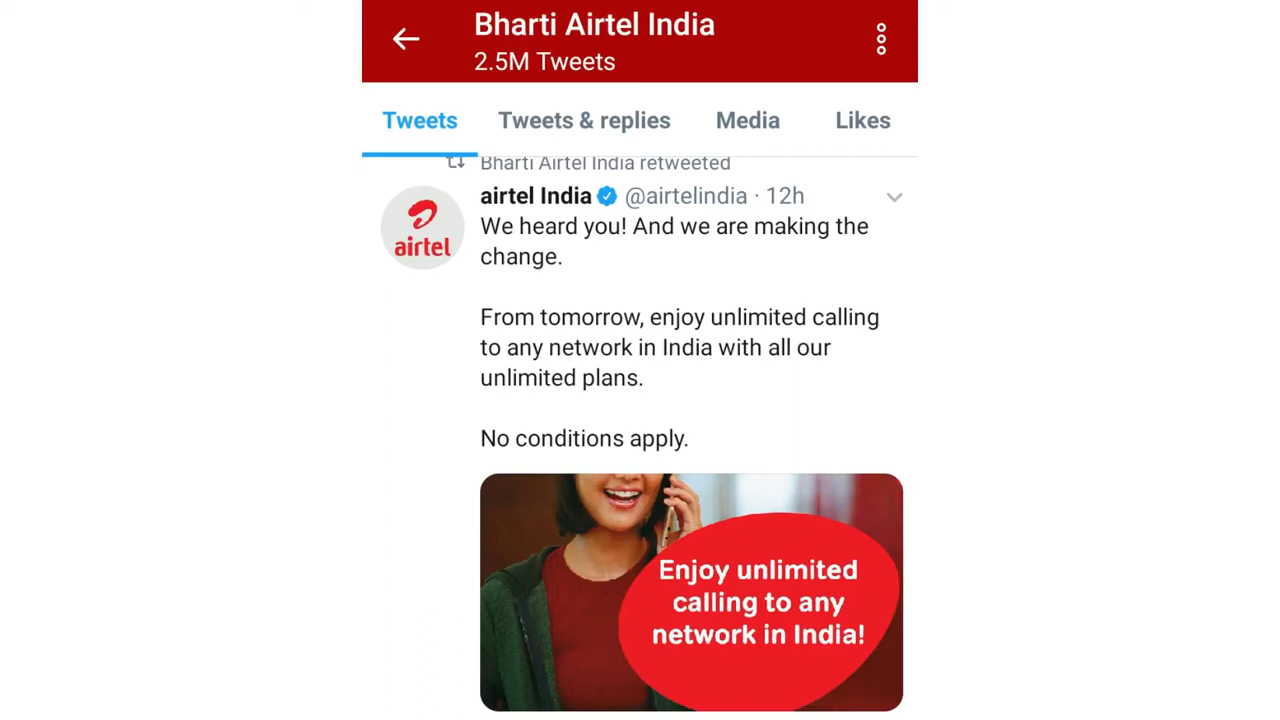 Bharti Airtel India
2.5M Tweets
Tweets Tweets & replies Media Likes
Bharti Airtel India retweeted
airtel India @airtelindia · 12h
airtel
We heard you! And we are making the
change.
From tomorrow, enjoy unlimited calling
to any network in India with all our
unlimited plans.
No conditions apply.
Enjoy unlimited
calling to any
network in India!